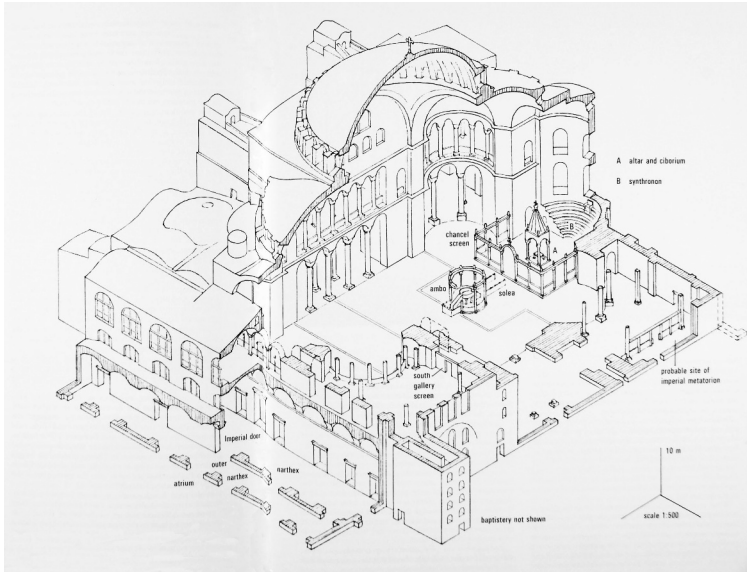 A altar and ciborium
B synthronon
chancel
screen
B
A
ambo
solea
probable site of
imperial metatorion
south
gallery
screen
Imperial door
outer narthex
atrium narthex
10 m
scale 1:500
baptistery not shown